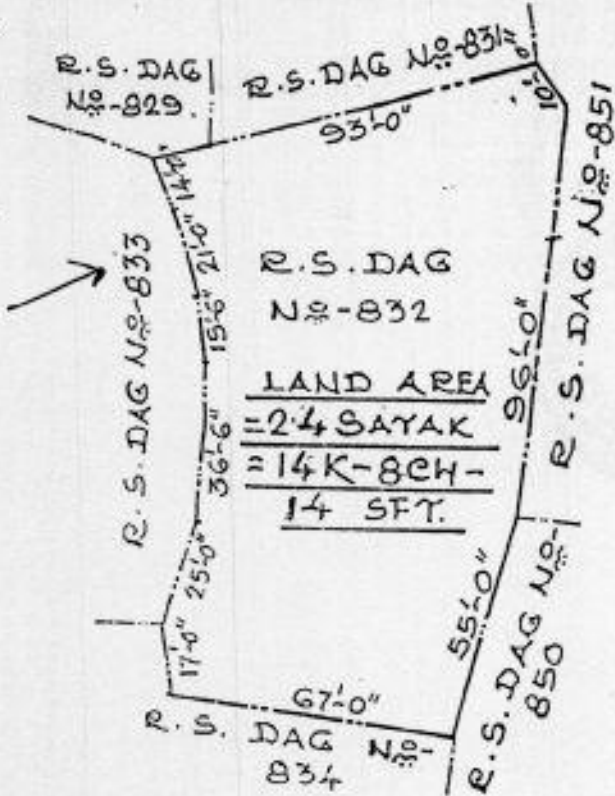 R.S. DAG
Nº-829.
R.S. DAG Nº-831
93'-0"
10'-0"
R.S. DAG Nº-851
14'-2"
21'-0"
15'-6"
36'-6"
25'-0"
17'-0"
R.S. DAG Nº-833
R.S. DAG
Nº-832
LAND AREA
=24 SATAK
=14K-8CH-
14 SFT.
96'-0"
55'-0"
R.S. DAG Nº-
850
67'-0"
R.S. DAG Nº-
834